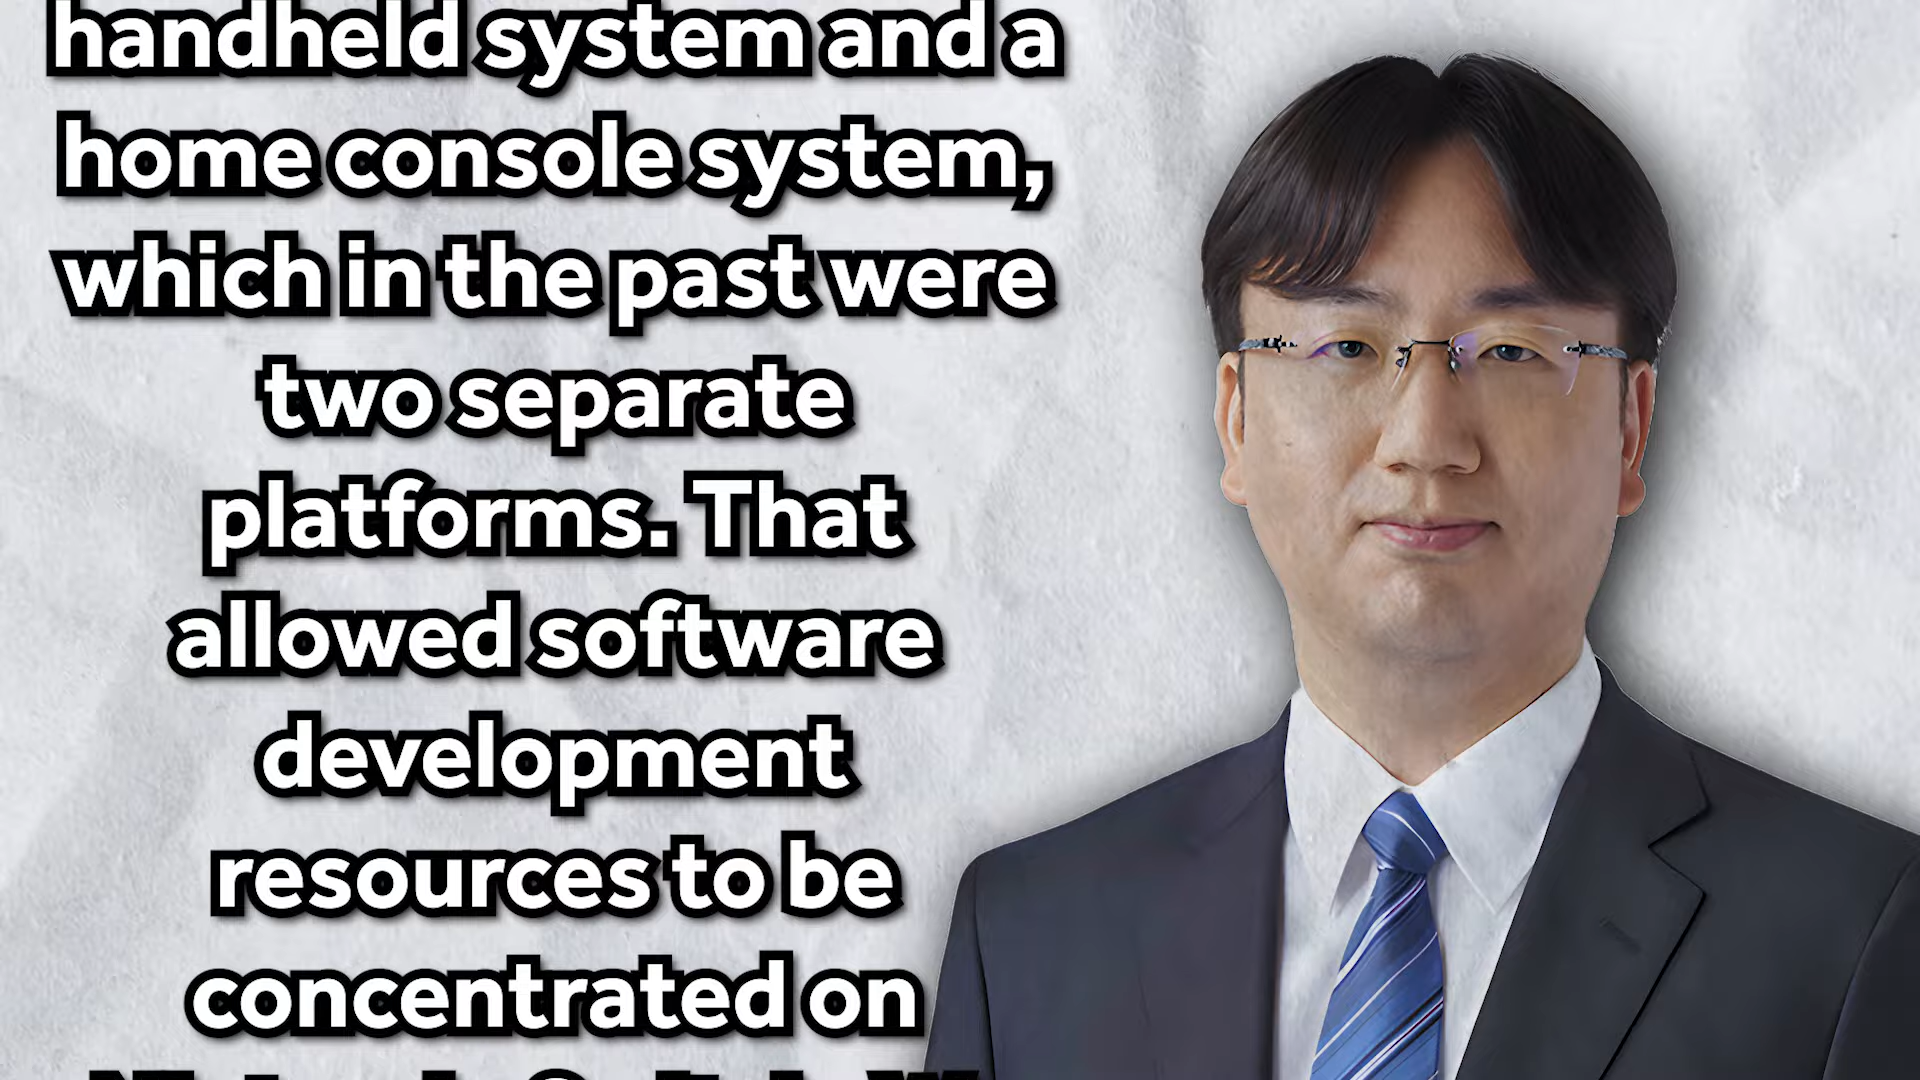 handheld system and a
home console system,
which in the past were
two separate
platforms. That
allowed software
development
resources to be
concentrated on